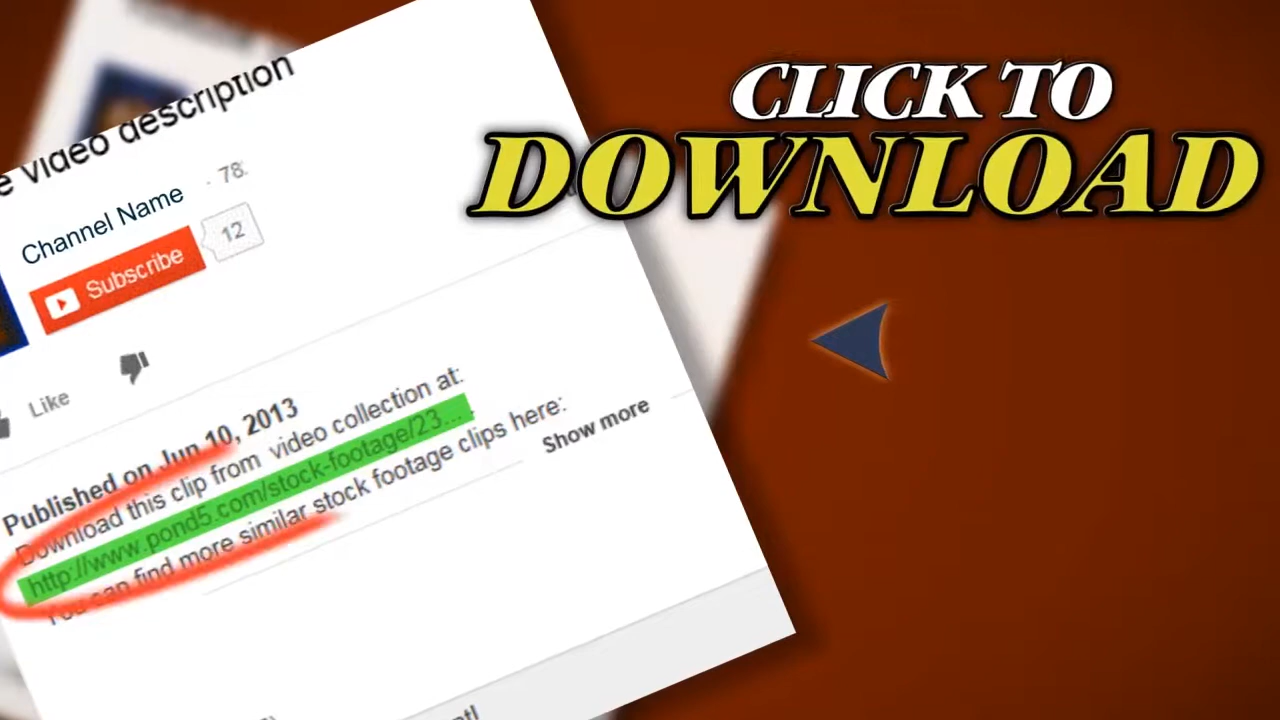 CLICK TO
DOWNLOAD
video description
Channel Name
78
Subscribe
12
Like
Published on Jun 10, 2013
Download this clip from video collection at:
http://www.pond5.com/stock-footage/23...
You can find more similar stock footage clips here:
Show more